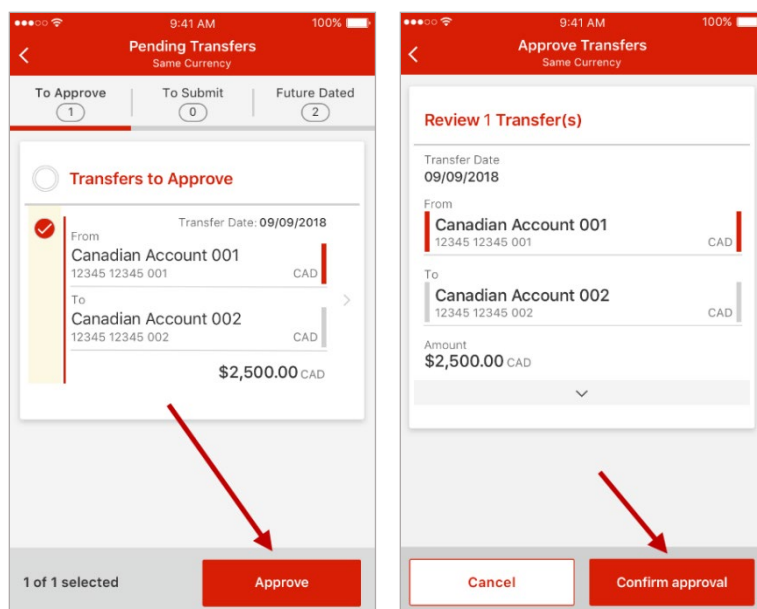 9:41 AM 100%
Pending Transfers
Same Currency
To Approve To Submit Future Dated
1 0 2
Transfers to Approve
Transfer Date: 09/09/2018
From
Canadian Account 001
12345 12345 001 CAD
To
Canadian Account 002
12345 12345 002 CAD
$2,500.00 CAD
1 of 1 selected Approve
9:41 AM 100%
Approve Transfers
Same Currency
Review 1 Transfer(s)
Transfer Date
09/09/2018
From
Canadian Account 001
12345 12345 001 CAD
To
Canadian Account 002
12345 12345 002 CAD
Amount
$2,500.00 CAD
Cancel Confirm approval